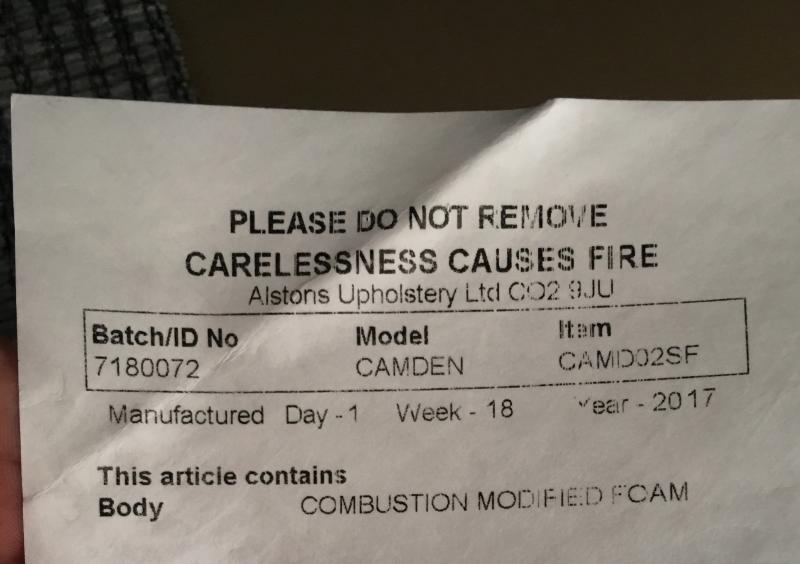 PLEASE DO NOT REMOVE
CARELESSNESS CAUSES FIRE
Alstons Upholstery Ltd CO2 9JU
Batch/ID No Model Item
7180072 CAMDEN CAMD02SF
Manufactured Day - 1 Week - 18 Year - 2017
This article contains
Body COMBUSTION MODIFIED FOAM